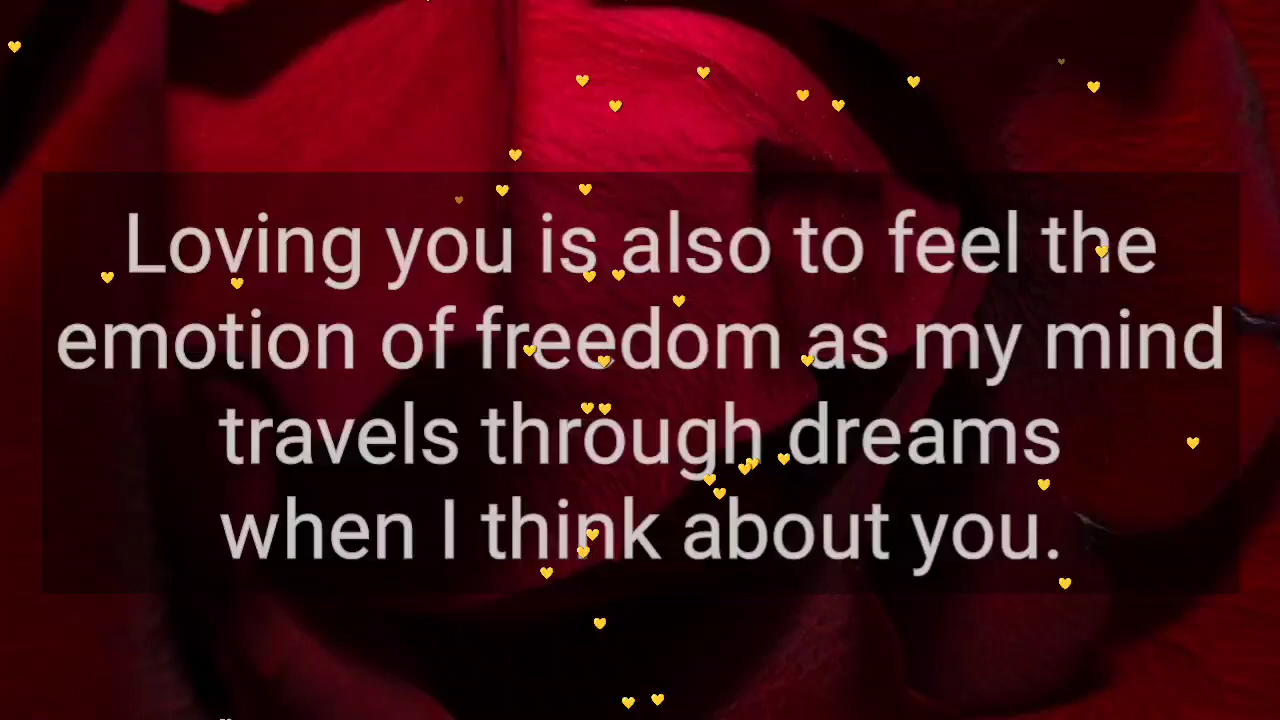 Loving you is also to feel the
emotion of freedom as my mind
travels through dreams
when I think about you.